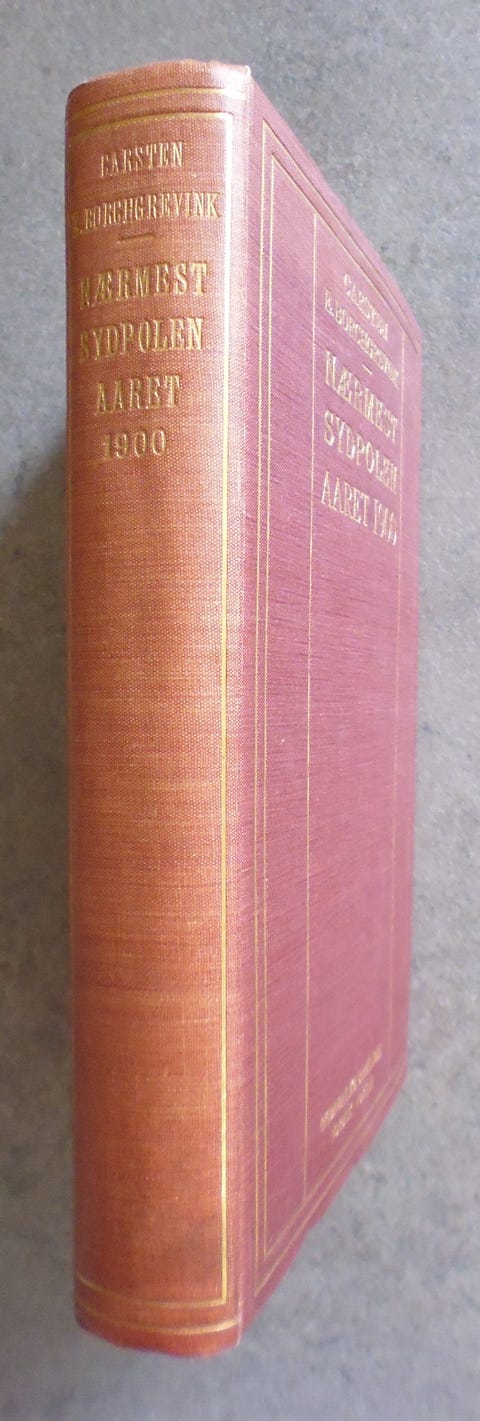 CARSTEN
E. BORCHGREVINK
NÆRMEST
SYDPOLEN
AARET
1900
CARSTEN
E. BORCHGREVINK
NÆRMEST
SYDPOLEN
AARET 1900